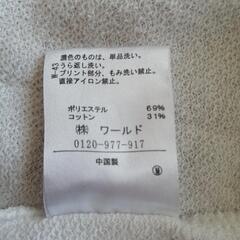 W-43
濃色のものは、単品洗い。
うら返し洗い。
プリント部分、もみ洗い禁止。
直接アイロン禁止。
ポリエステル 69%
コットン 31%
(株) ワールド
0120-977-917
中国製
M